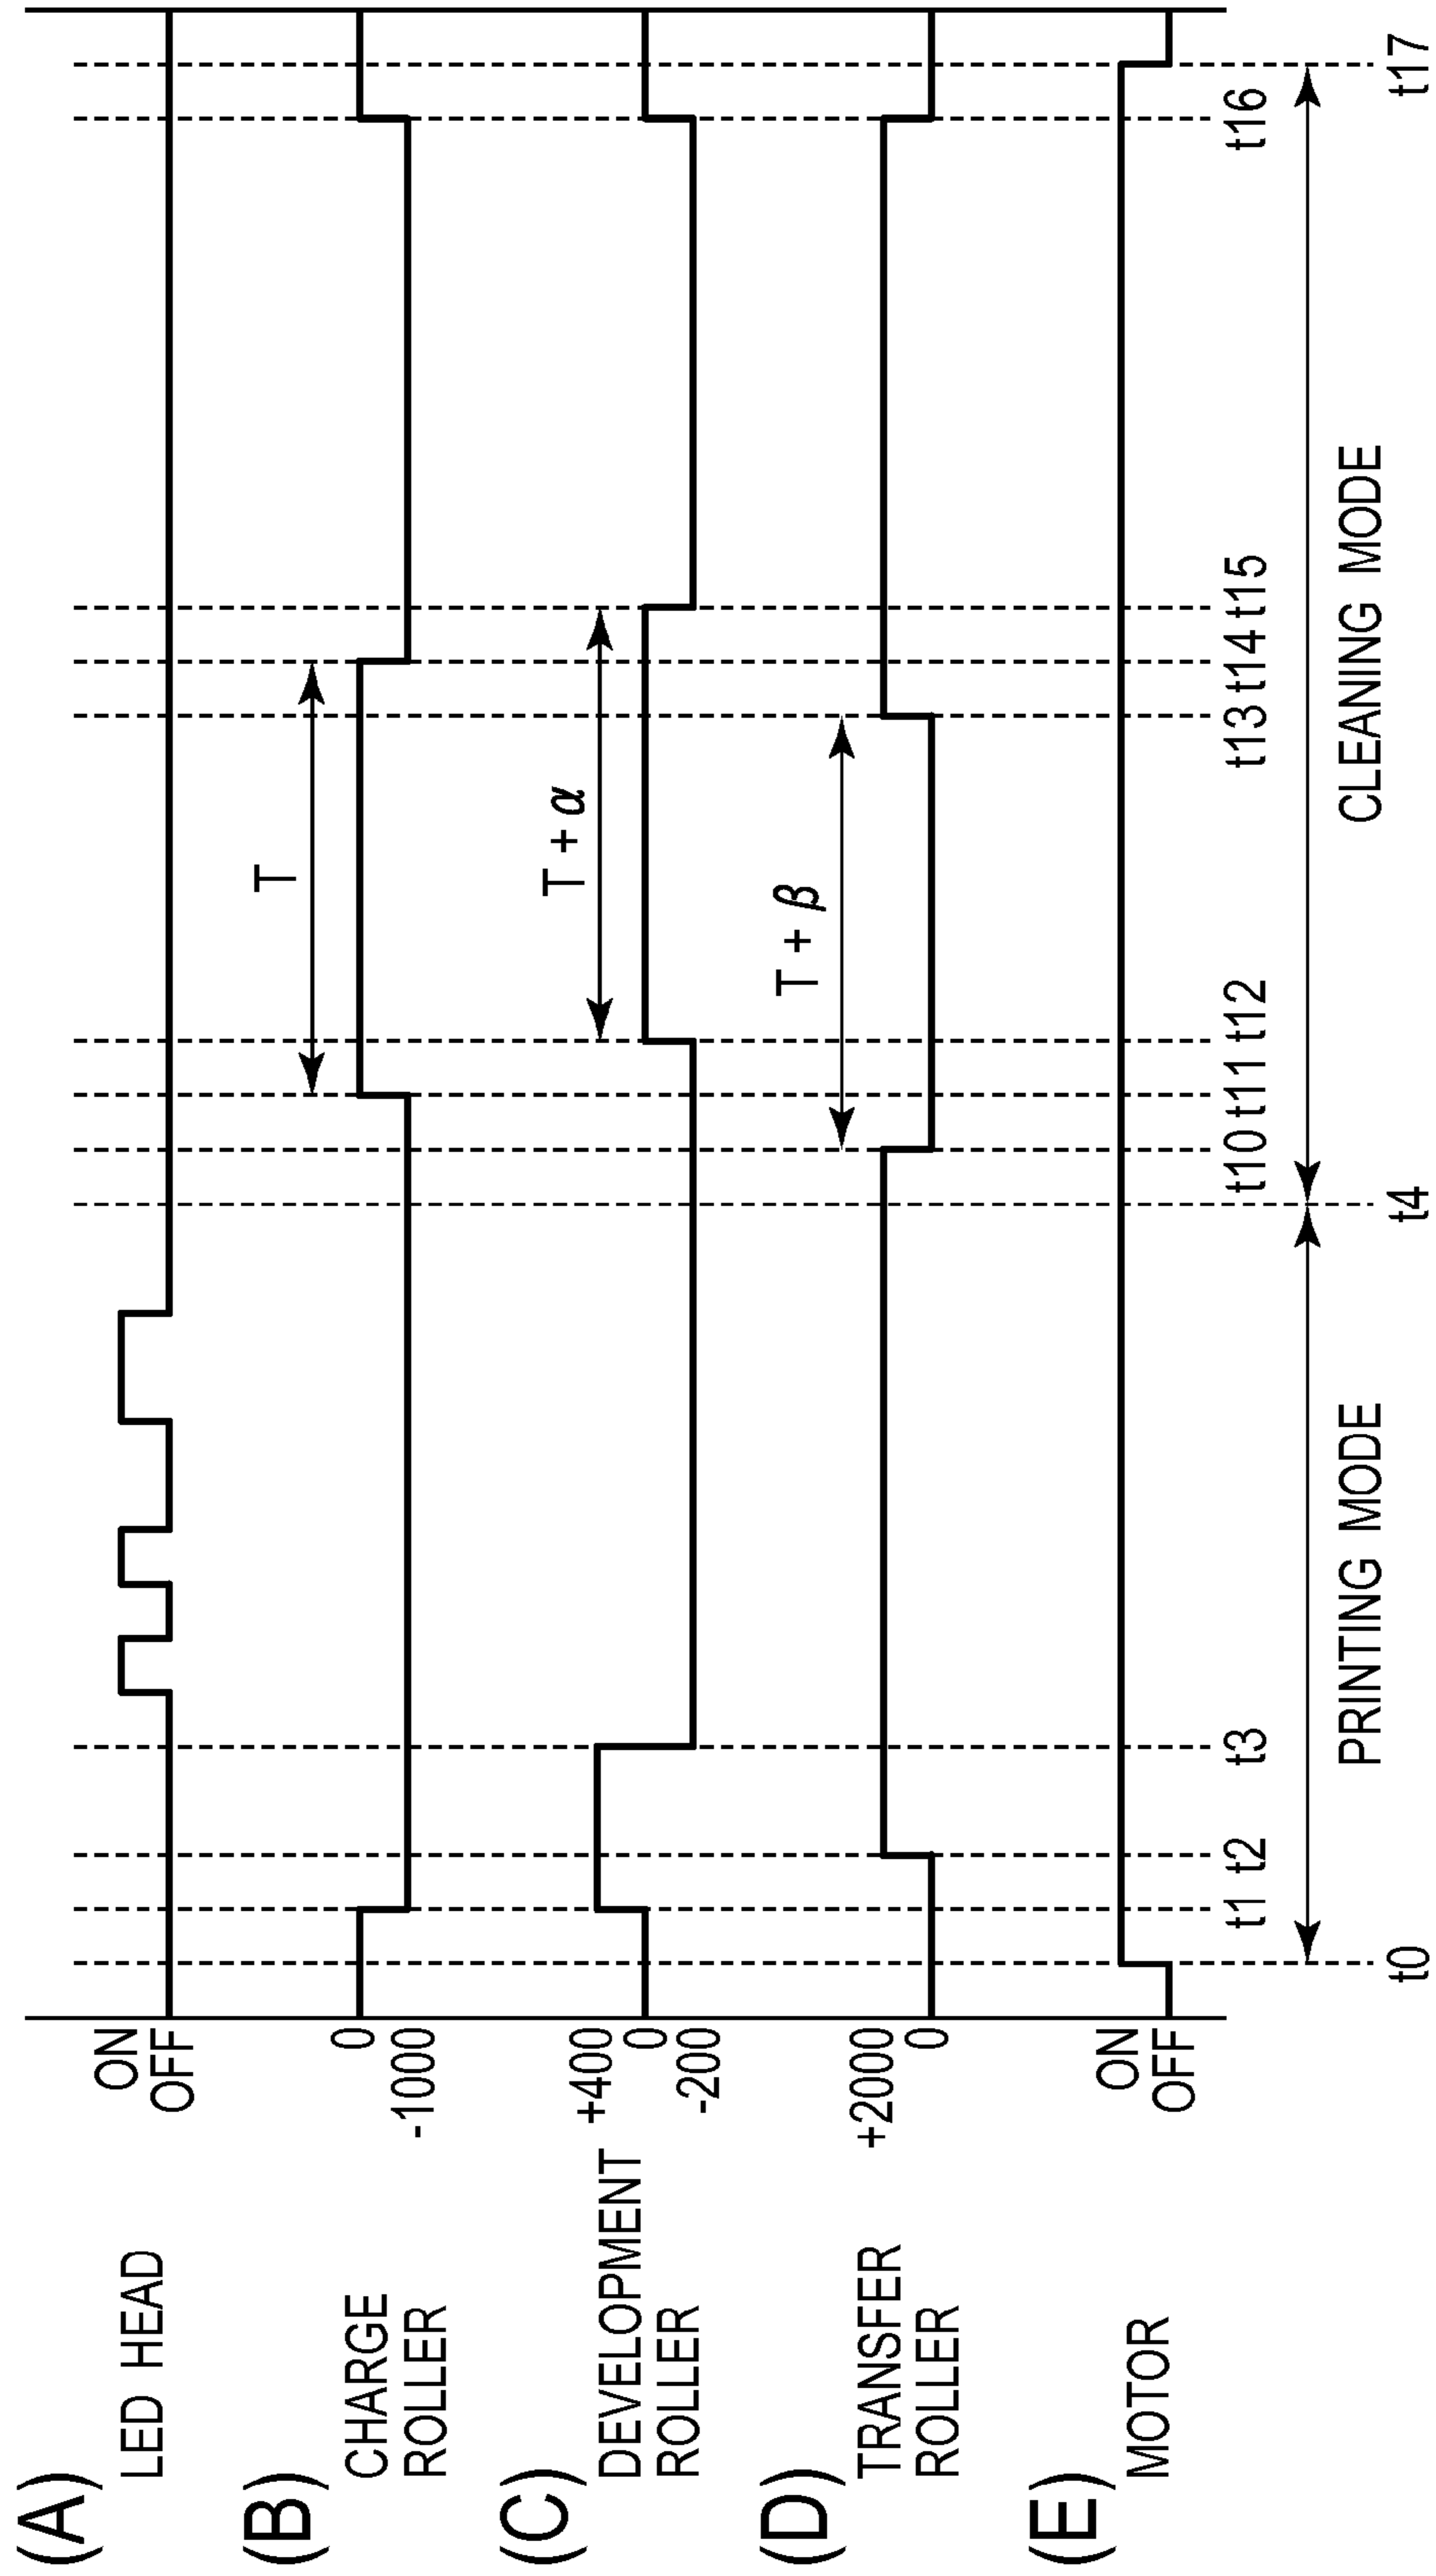 (A)
LED HEAD
ON
OFF
(B)
CHARGE
ROLLER
0
-1000
T
(C)
DEVELOPMENT
ROLLER
+400
0
-200
T + α
(D)
TRANSFER
ROLLER
+2000
0
T + β
(E)
MOTOR
ON
OFF
t1 t2 t3 t10 t11 t12 t13 t14 t15 t16
PRINTING MODE CLEANING MODE
t0 t4 t17